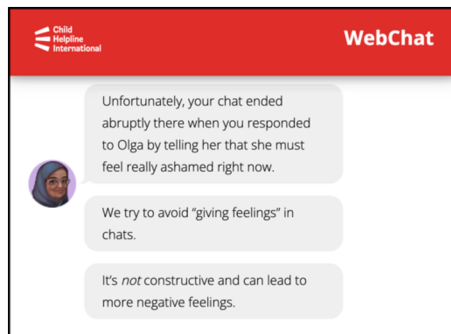 Child
Helpline
International
WebChat
Unfortunately, your chat ended
abruptly there when you responded
to Olga by telling her that she must
feel really ashamed right now.
We try to avoid “giving feelings” in
chats.
It’s not constructive and can lead to
more negative feelings.